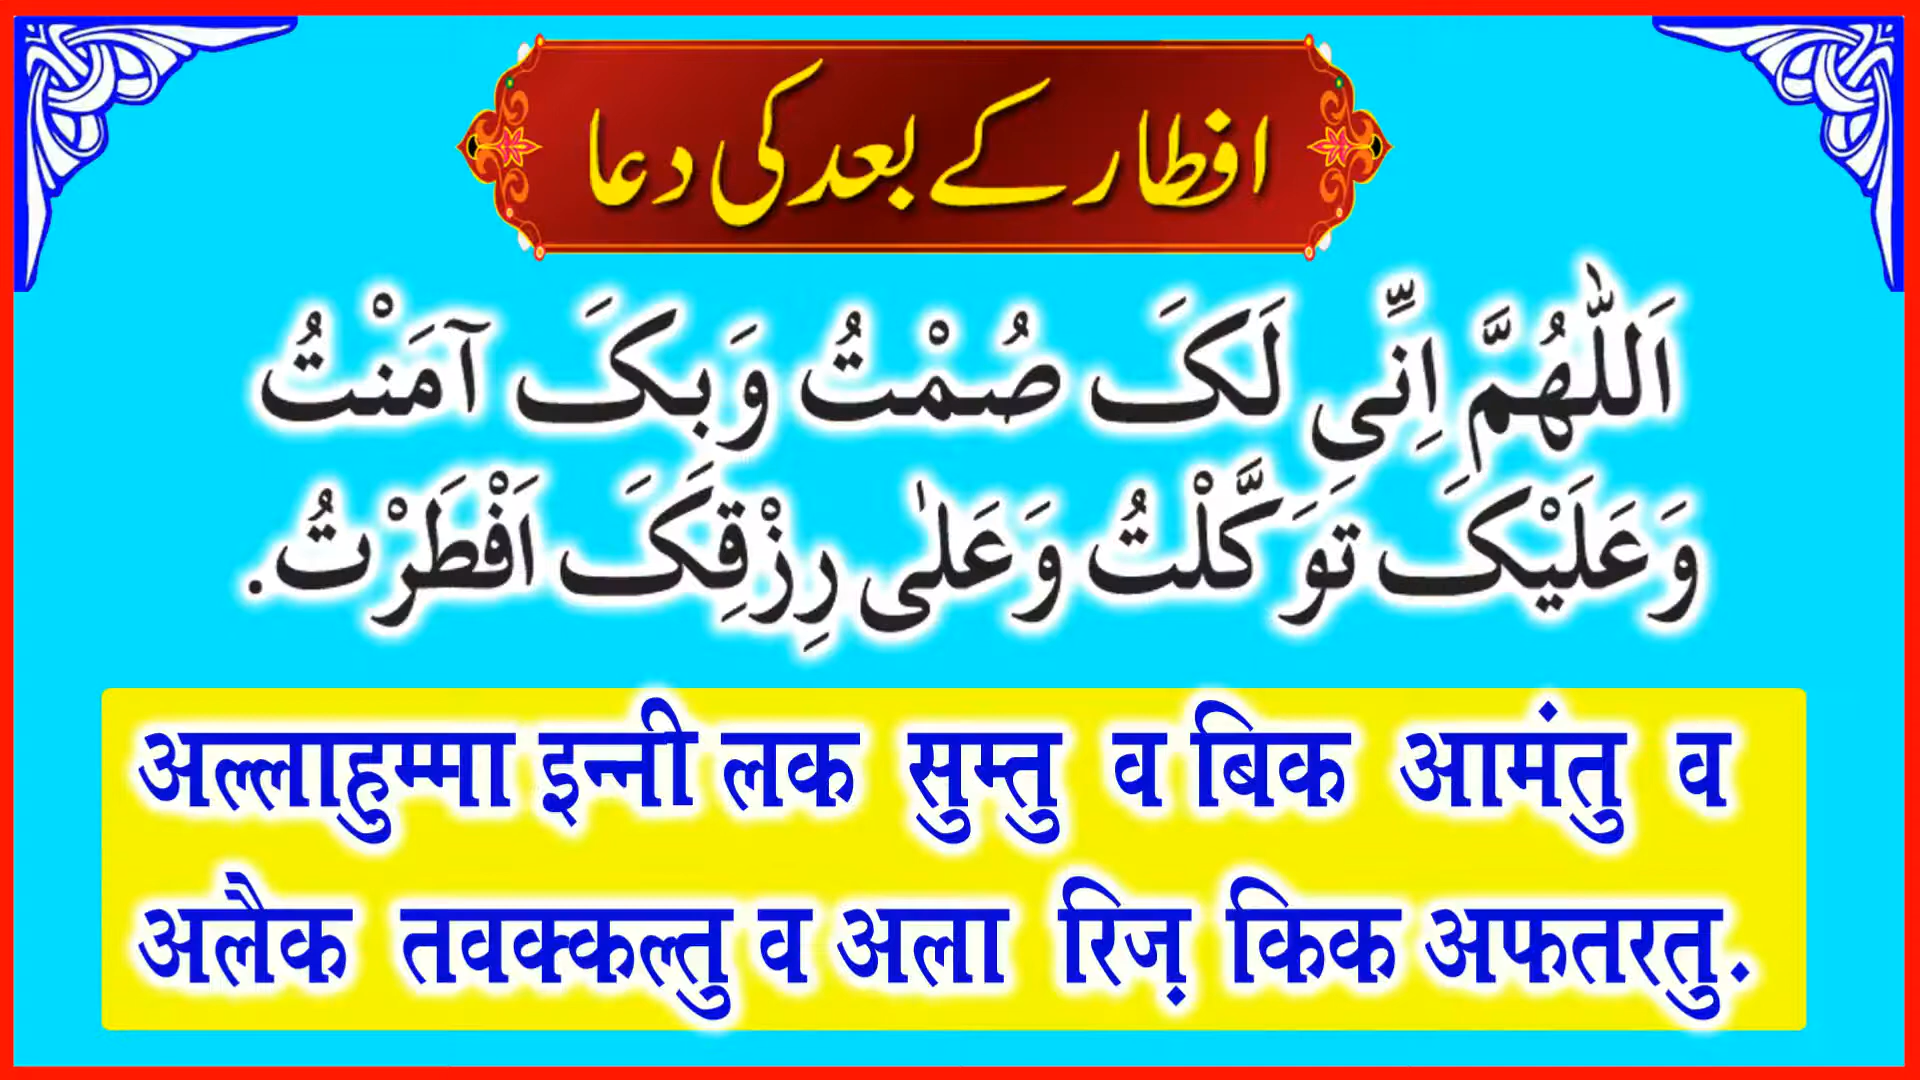 افطار کے بعد کی دعا
اَللّٰهُمَّ اِنِّی لَکَ صُمْتُ وَبِکَ آمَنْتُ
وَعَلَیْکَ تَوَکَّلْتُ وَعَلٰی رِزْقِکَ اَفْطَرْتُ.
अल्लाहुम्मा इन्नी लक सुम्तु व बिक आमंतु व
अलैक तवक्कल्तु व अला रिज़ किक अफतरतु.